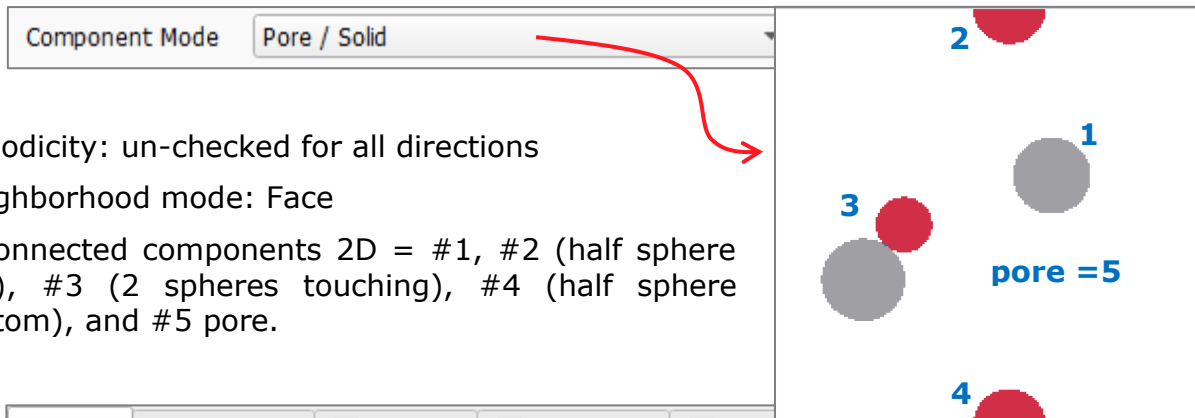 Component Mode Pore / Solid
2
1
odicity: un-checked for all directions
ghborhood mode: Face
3
onnected components 2D = #1, #2 (half sphere
), #3 (2 spheres touching), #4 (half sphere
pore =5
tom), and #5 pore.
4